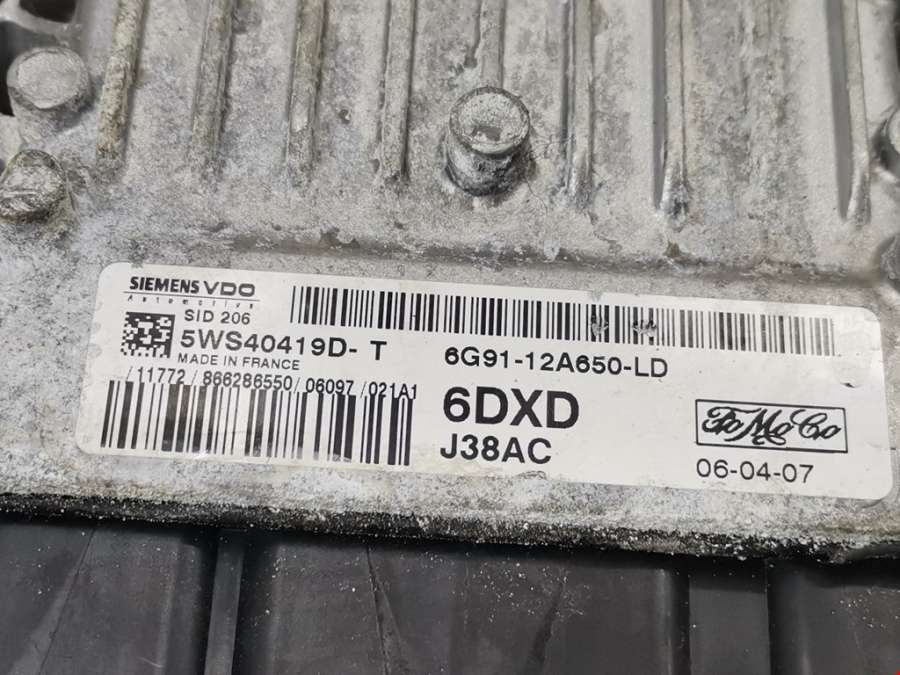 SIEMENS VDO
Automotive
SID 206
5WS40419D- T
MADE IN FRANCE
/11772/866286550/06097/021A1
6G91-12A650-LD
6DXD
J38AC
FoMoCo
06-04-07